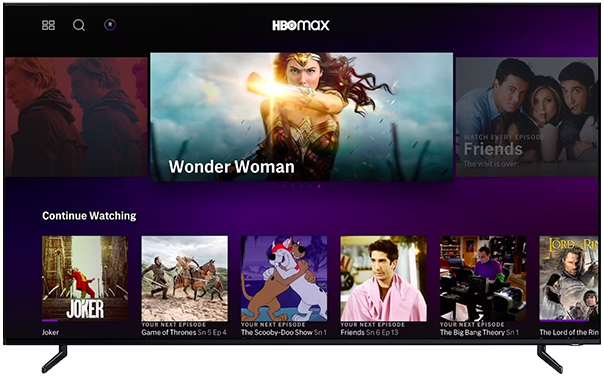 HBOMAX
Wonder Woman
WATCH EVERY EPISODE
Friends
The wait is over.
Continue Watching
JOKER
LORD OF
Joker
YOUR NEXT EPISODE
Game of Thrones Sn 5 Ep 4
YOUR NEXT EPISODE
The Scooby-Doo Show Sn 1
YOUR NEXT EPISODE
Friends Sn 6 Ep 13
YOUR NEXT EPISODE
The Big Bang Theory Sn 1
The Lord of the Rin